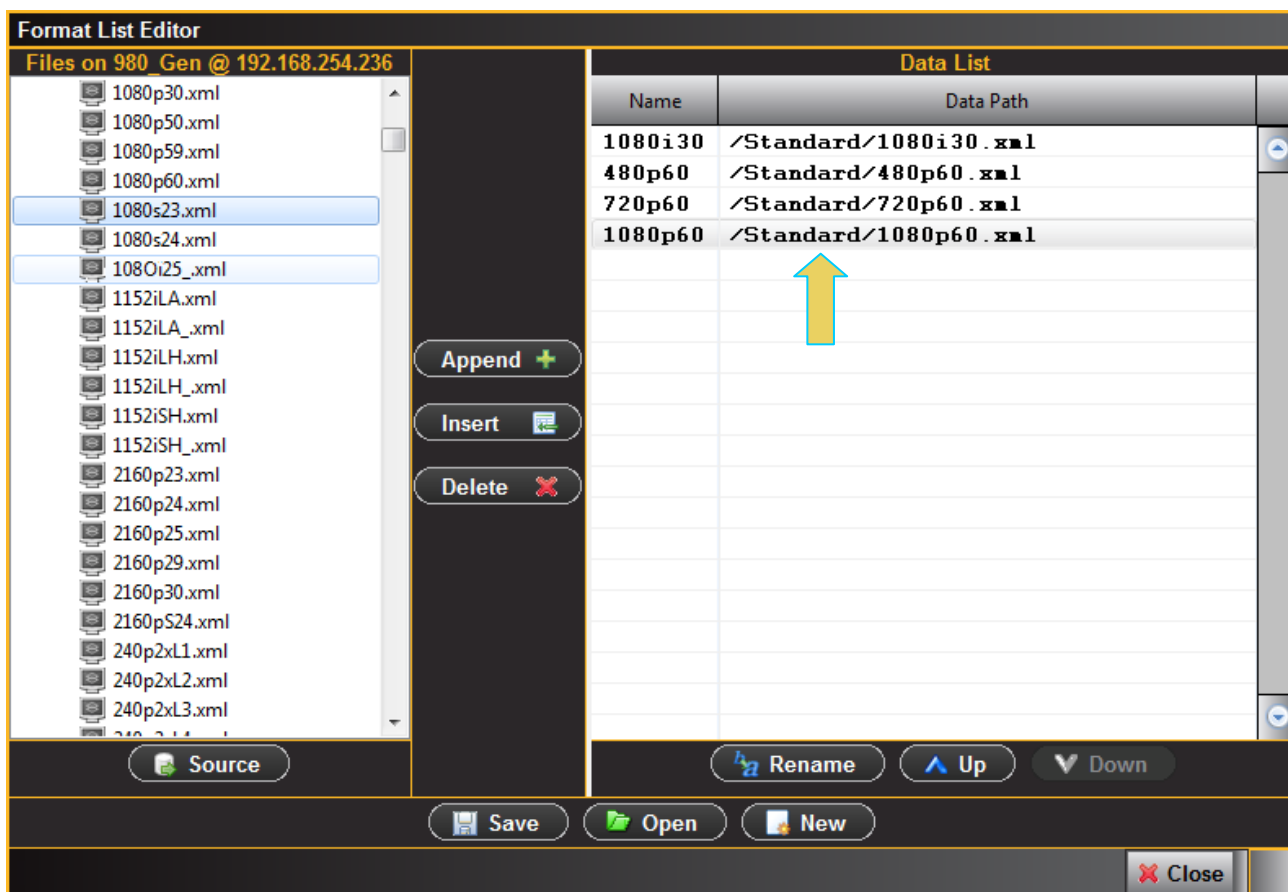 Format List Editor
Files on 980_Gen @ 192.168.254.236
1080p30.xml
1080p50.xml
1080p59.xml
1080p60.xml
1080s23.xml
1080s24.xml
108Oi25_.xml
1152iLA.xml
1152iLA_.xml
1152iLH.xml
1152iLH_.xml
1152iSH.xml
1152iSH_.xml
2160p23.xml
2160p24.xml
2160p25.xml
2160p29.xml
2160p30.xml
2160pS24.xml
240p2xL1.xml
240p2xL2.xml
240p2xL3.xml
Source
Append
Insert
Delete
Data List
Name Data Path
1080i30 /Standard/1080i30.xml
480p60 /Standard/480p60.xml
720p60 /Standard/720p60.xml
1080p60 /Standard/1080p60.xml
Rename Up Down
Save Open New
Close